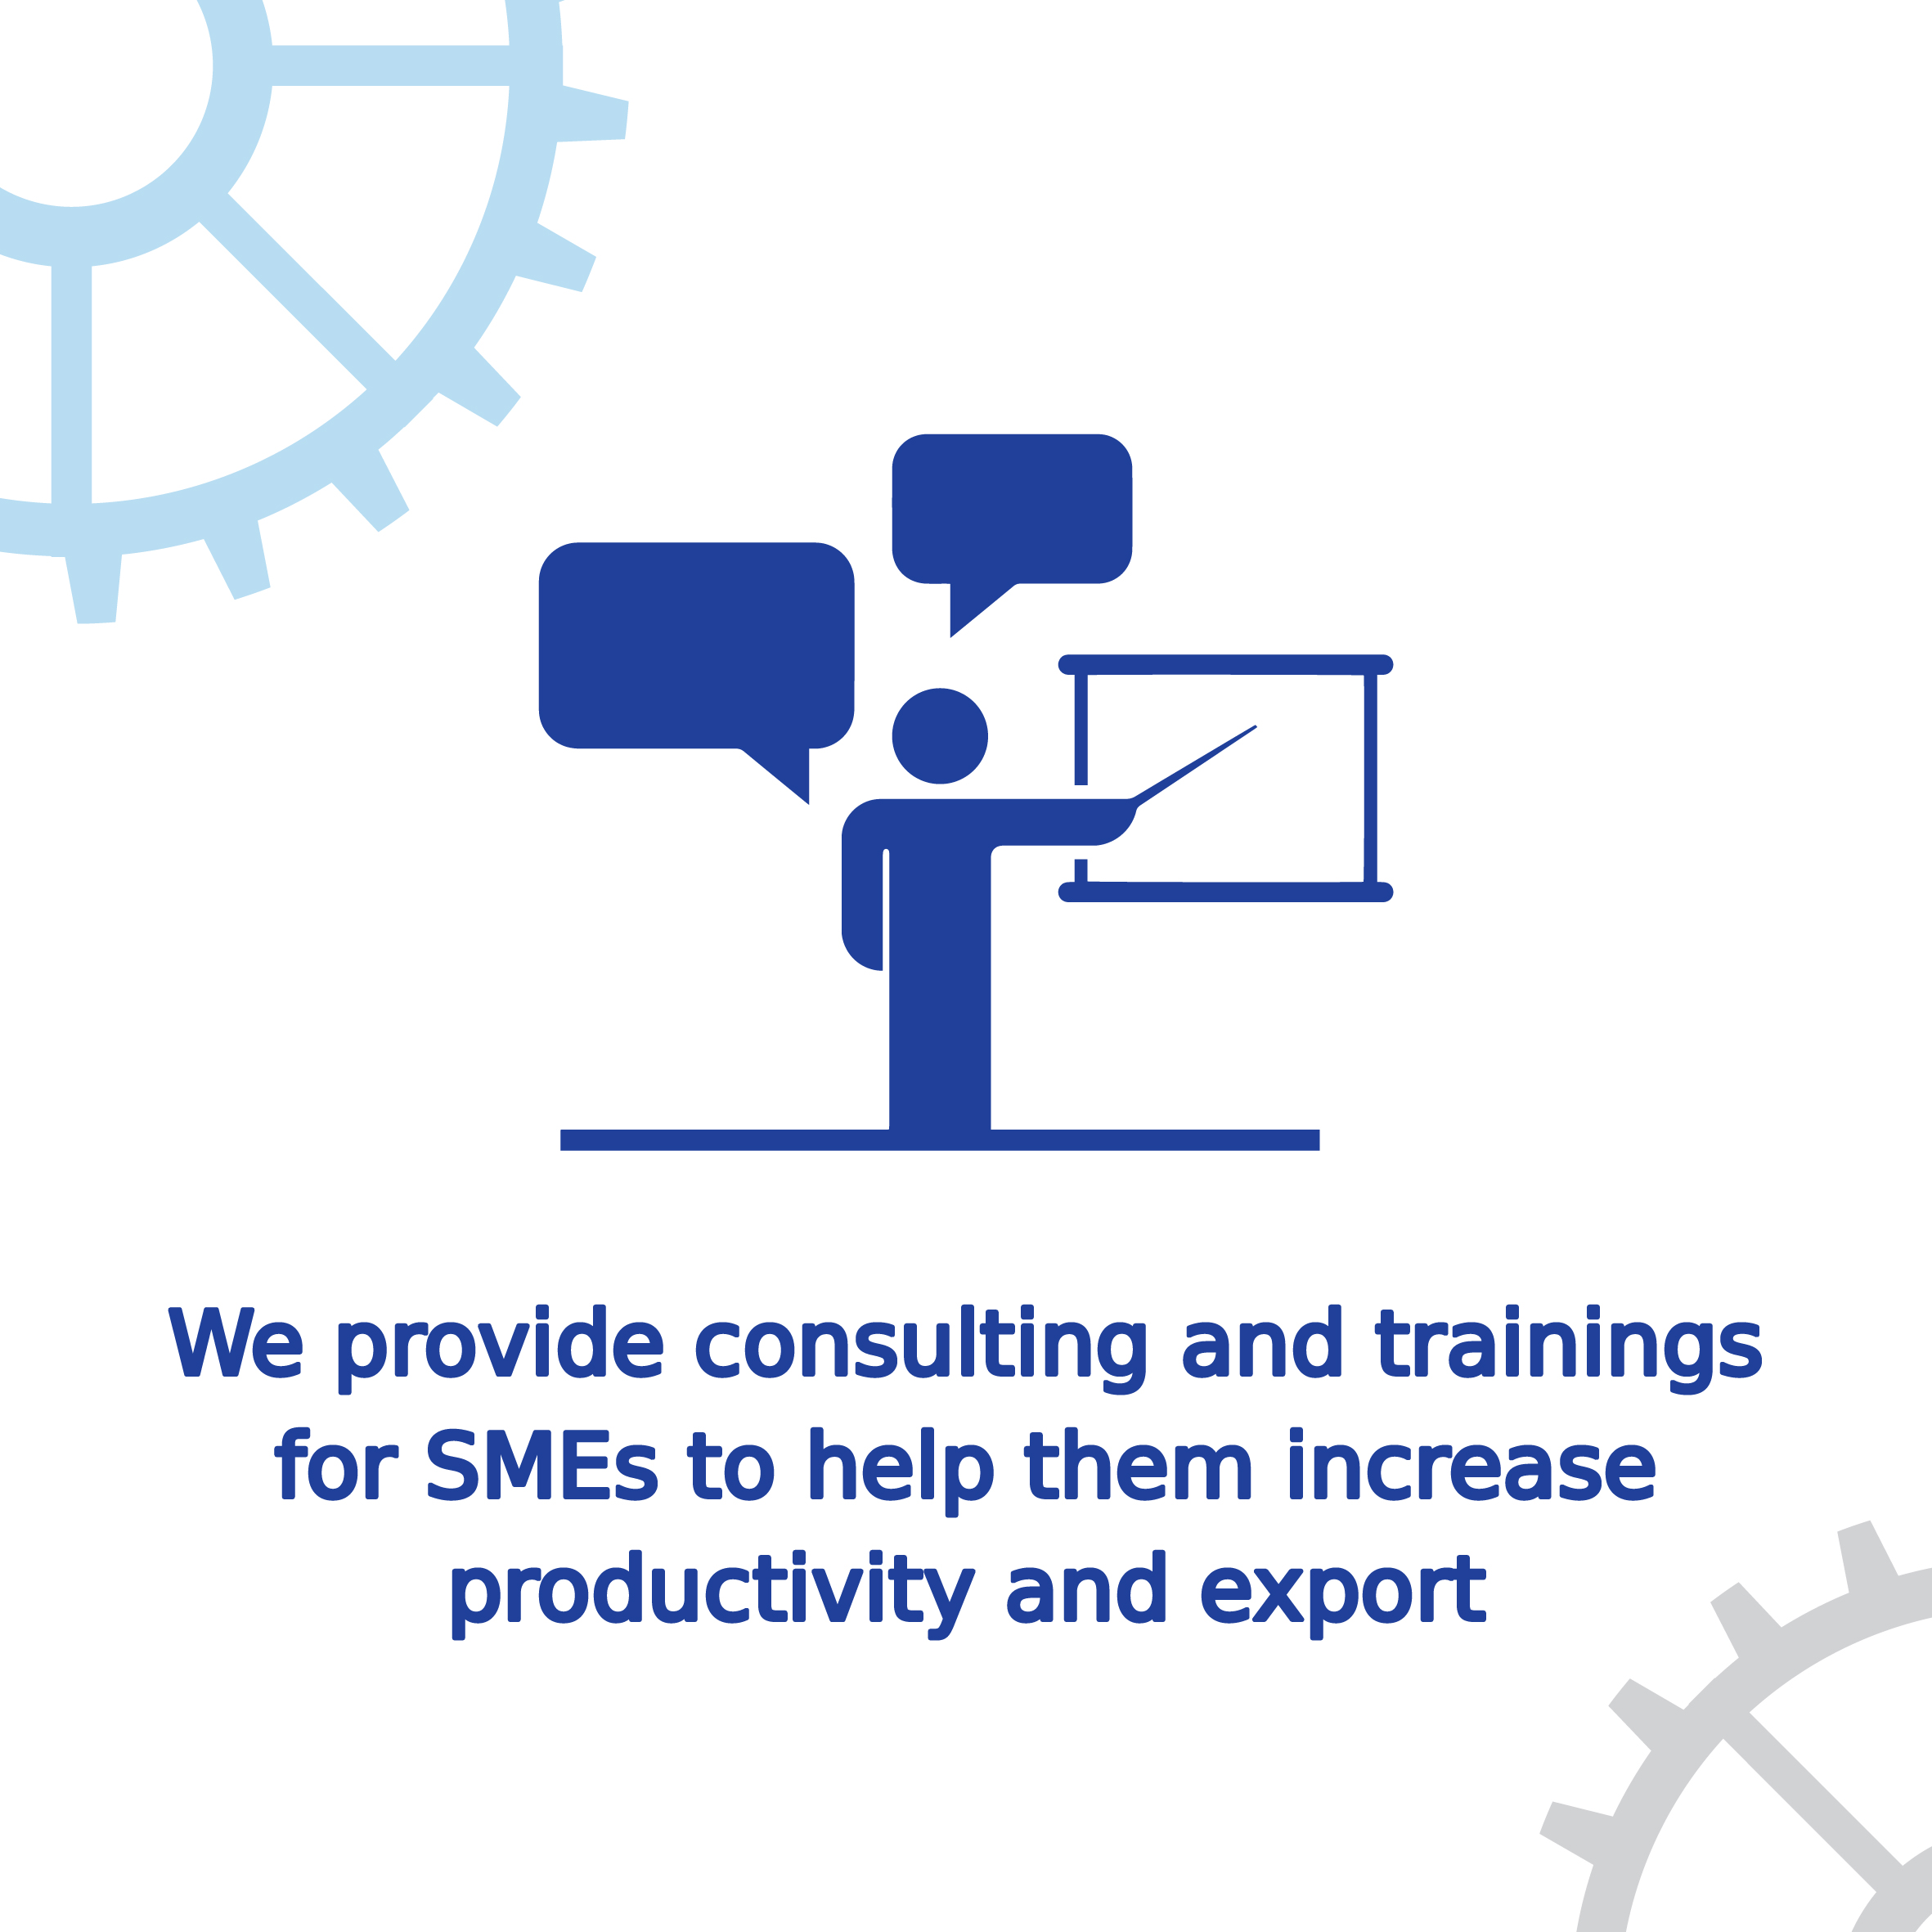 We provide consulting and trainings
for SMEs to help them increase
productivity and export